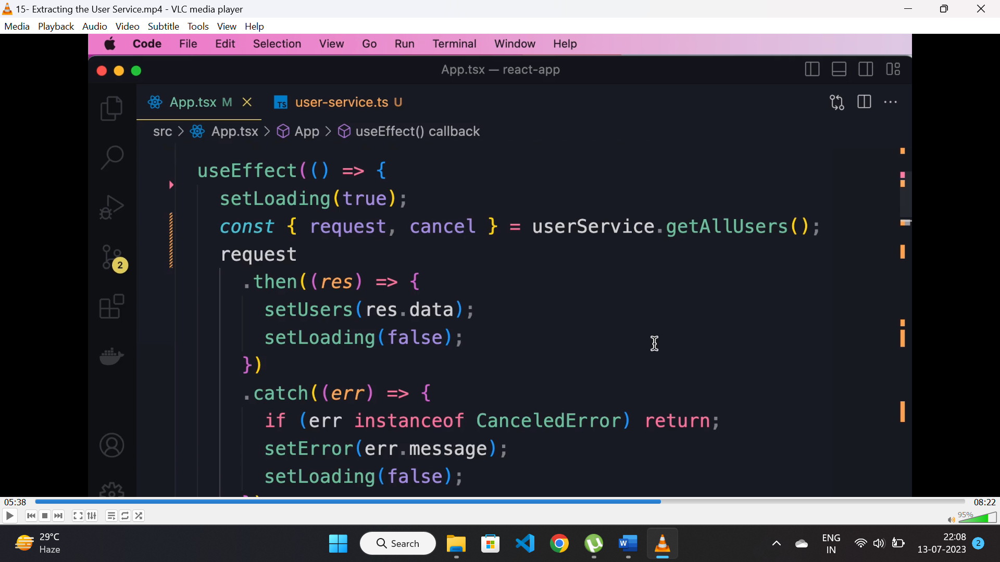 15- Extracting the User Service.mp4 - VLC media player
Media Playback Audio Video Subtitle Tools View Help
Code File Edit Selection View Go Run Terminal Window Help
App.tsx — react-app
App.tsx M user-service.ts U
src > App.tsx > App > useEffect() callback
useEffect(() => {
setLoading(true);
const { request, cancel } = userService.getAllUsers();
request
.then((res) => {
setUsers(res.data);
setLoading(false);
})
.catch((err) => {
if (err instanceof CanceledError) return;
setError(err.message);
setLoading(false);
2
05:38 08:22
95%
29°C
Haze
Search
ENG
IN
22:08
13-07-2023
2